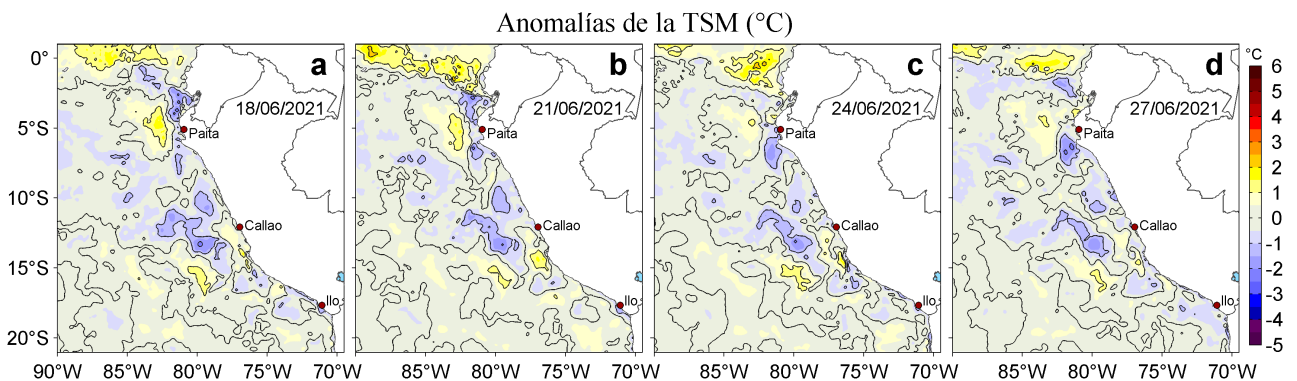 Anomalías de la TSM (°C)
a
18/06/2021
Paita
Callao
Ilo
b
21/06/2021
Paita
Callao
Ilo
c
24/06/2021
Paita
Callao
Ilo
d
27/06/2021
Paita
Callao
Ilo
0°
5°S
10°S
15°S
20°S
90°W 85°W 80°W 75°W 70°W 85°W 80°W 75°W 70°W 85°W 80°W 75°W 70°W 85°W 80°W 75°W 70°W
°C
6
5
4
3
2
1
0
-1
-2
-3
-4
-5